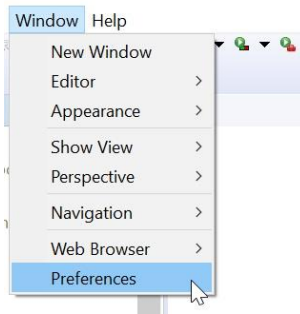 Window Help
New Window
Editor
Appearance
Show View
Perspective
Navigation
Web Browser
Preferences